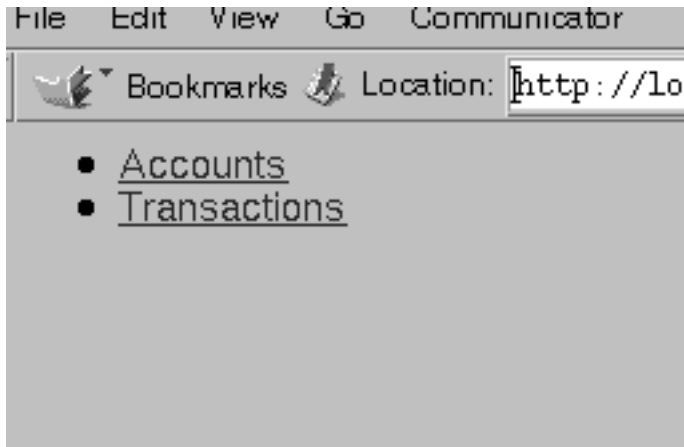 File Edit View Go Communicator
Bookmarks Location: http://lo
Accounts
Transactions